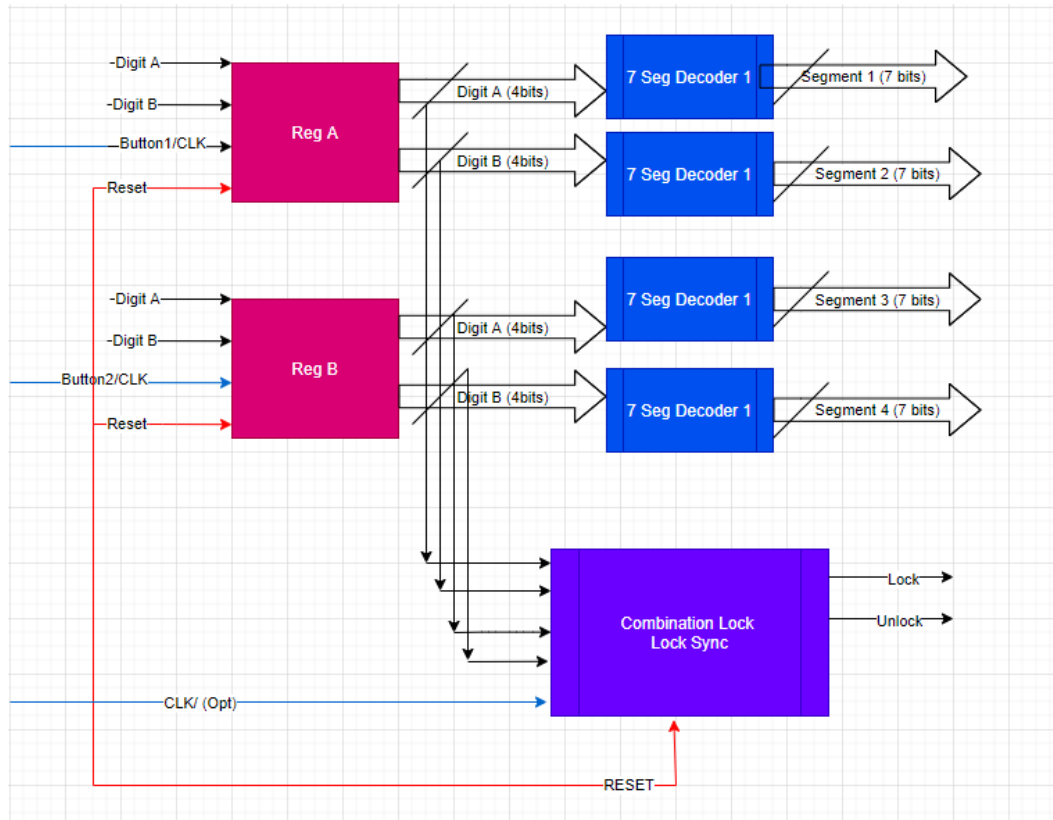 -Digit A
-Digit B
Button1/CLK
Reset
Reg A
Digit A (4bits)
Digit B (4bits)
7 Seg Decoder 1
Segment 1 (7 bits)
7 Seg Decoder 1
Segment 2 (7 bits)
-Digit A
-Digit B
Button2/CLK
Reset
Reg B
Digit A (4bits)
Digit B (4bits)
7 Seg Decoder 1
Segment 3 (7 bits)
7 Seg Decoder 1
Segment 4 (7 bits)
Combination Lock
Lock Sync
Lock
Unlock
CLK/ (Opt)
RESET